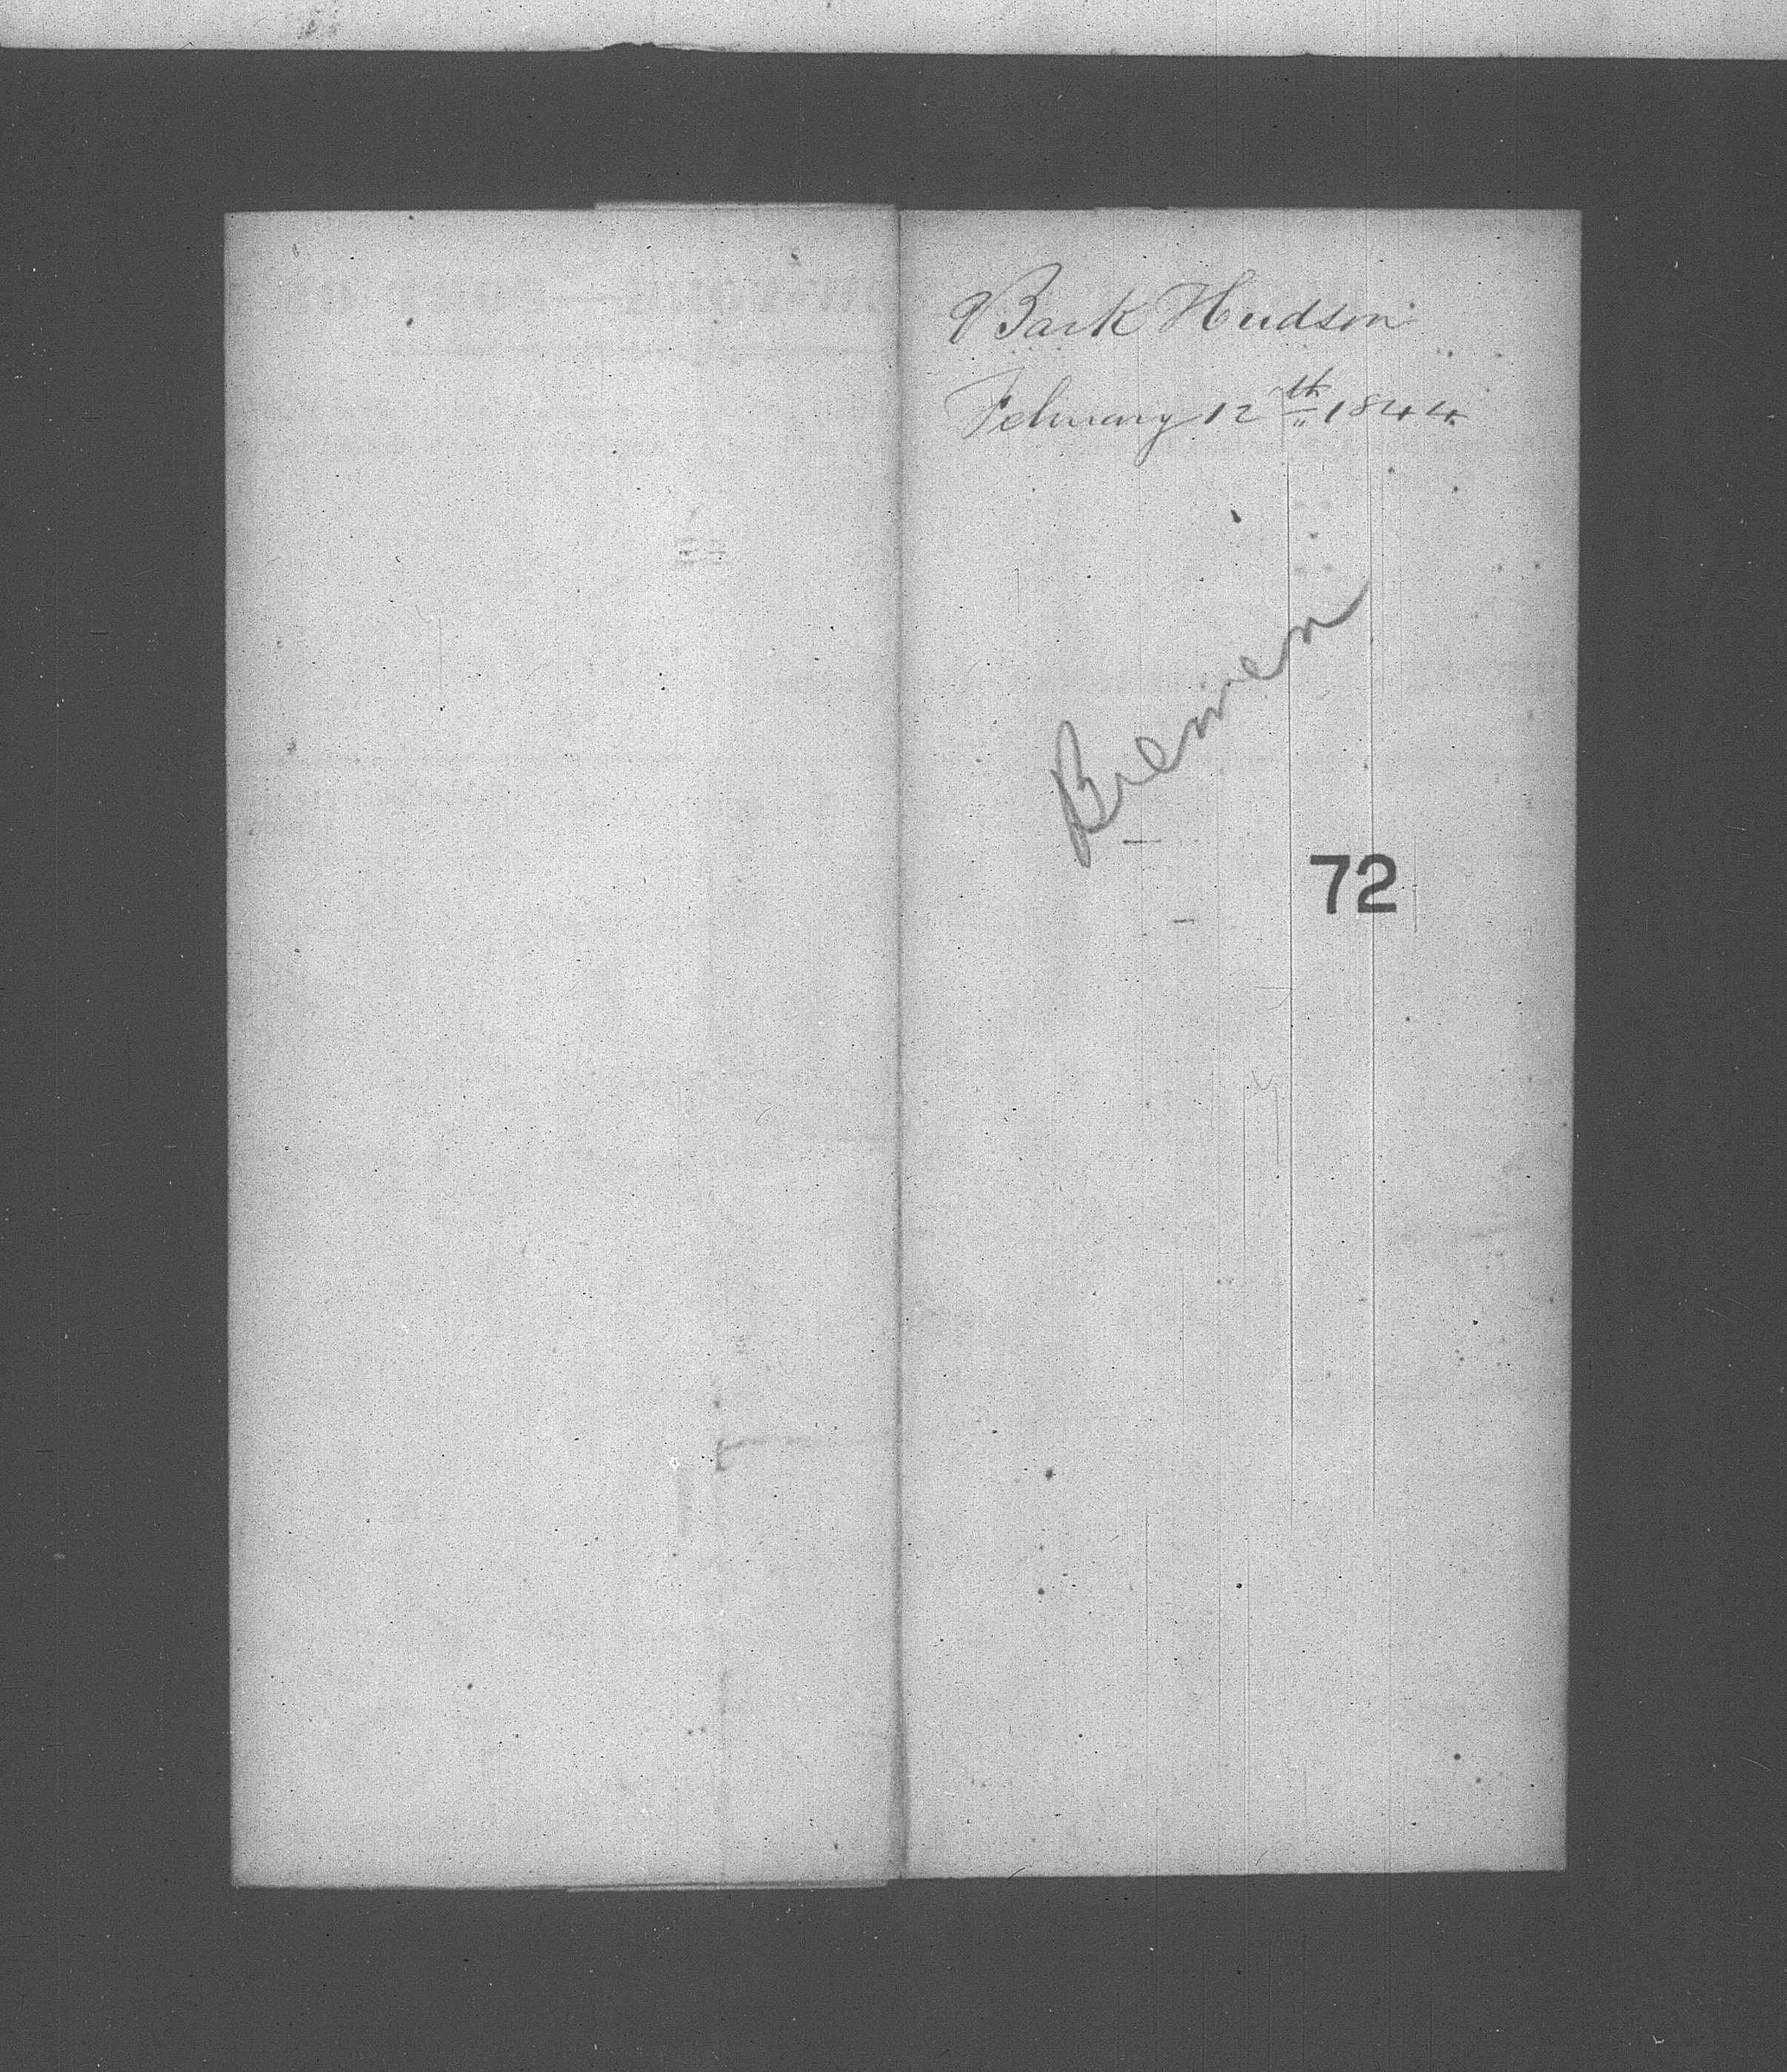 Bark Hudson
February 12th 1844
Bremen
72